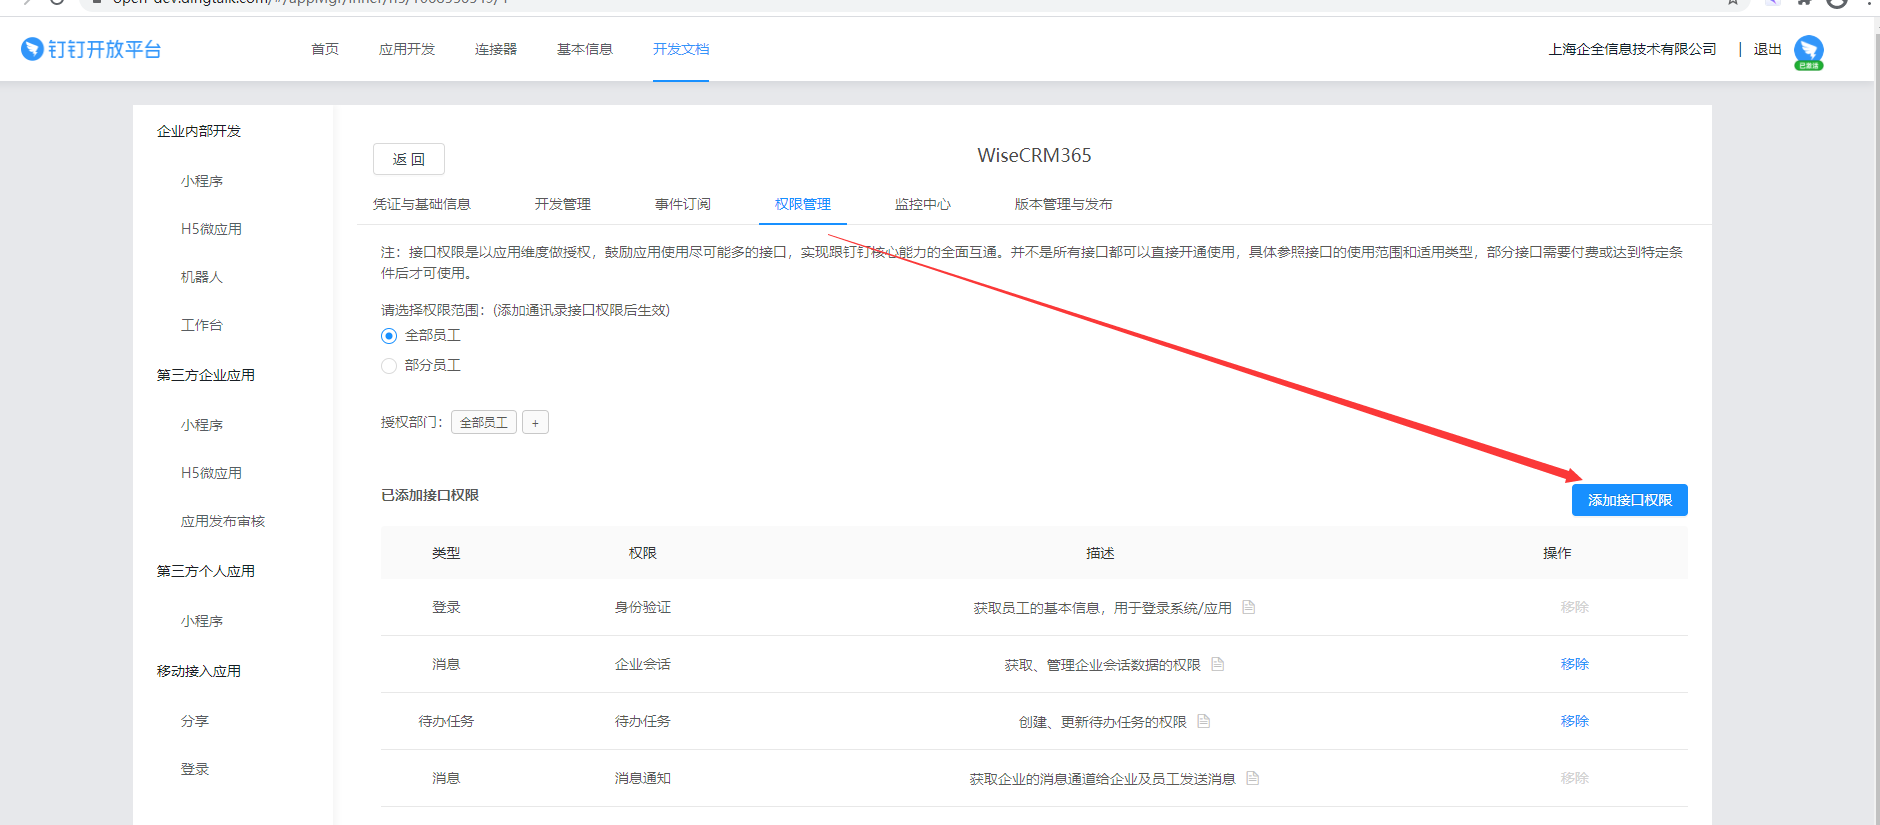 钉钉开放平台
首页 应用开发 连接器 基本信息 开发文档
上海企全信息技术有限公司 | 退出
已激活
企业内部开发
小程序
H5微应用
机器人
工作台
第三方企业应用
小程序
H5微应用
应用发布审核
第三方个人应用
小程序
移动接入应用
分享
登录
返 回
WiseCRM365
凭证与基础信息 开发管理 事件订阅 权限管理 监控中心 版本管理与发布
注：接口权限是以应用维度做授权，鼓励应用使用尽可能多的接口，实现跟钉钉核心能力的全面互通。并不是所有接口都可以直接开通使用，具体参照接口的使用范围和适用类型，部分接口需要付费或达到特定条
件后才可使用。
请选择权限范围：(添加通讯录接口权限后生效)
全部员工
部分员工
授权部门： 全部员工 +
已添加接口权限
添加接口权限
类型 权限 描述 操作
登录 身份验证 获取员工的基本信息，用于登录系统/应用 移除
消息 企业会话 获取、管理企业会话数据的权限 移除
待办任务 待办任务 创建、更新待办任务的权限 移除
消息 消息通知 获取企业的消息通道给企业及员工发送消息 移除